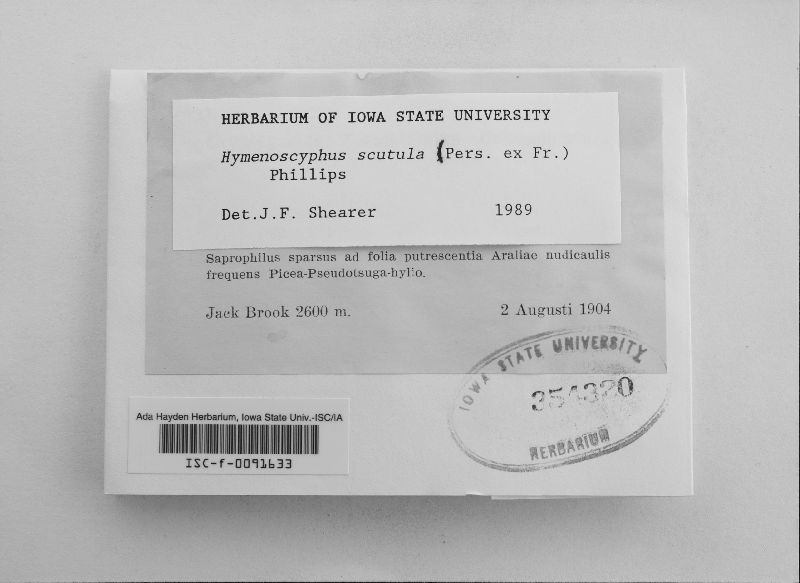 HERBARIUM OF IOWA STATE UNIVERSITY
Hymenoscyphus scutula (Pers. ex Fr.)
Phillips
Det.J.F. Shearer 1989
Saprophilus sparsus ad folia putrescentia Araliae nudicaulis
frequens Picea-Pseudotsuga-hylio.
Jack Brook 2600 m. 2 Augusti 1904
IOWA STATE UNIVERSITY
354320
HERBARIUM
Ada Hayden Herbarium, Iowa State Univ.-ISC/IA
ISC-f-0091633